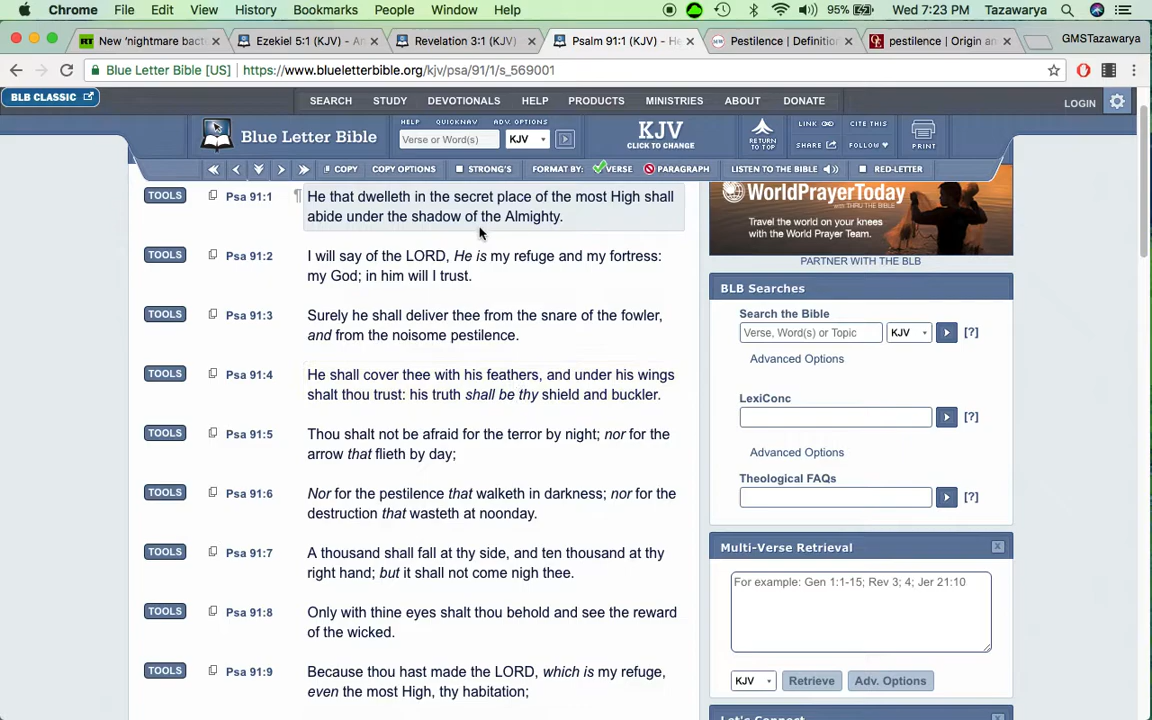 Chrome File Edit View History Bookmarks People Window Help 95% Wed 7:23 PM Tazawarya
New 'nightmare bact Ezekiel 5:1 (KJV) - An Revelation 3:1 (KJV) Psalm 91:1 (KJV) - He Pestilence | Definition pestilence | Origin an GMSTazawarya
Blue Letter Bible [US] https://www.blueletterbible.org/kjv/psa/91/1/s_569001
BLB CLASSIC SEARCH STUDY DEVOTIONALS HELP PRODUCTS MINISTRIES ABOUT DONATE LOGIN
HELP QUICKNAV ADV. OPTIONS
Blue Letter Bible Verse or Word(s) KJV
KJV
CLICK TO CHANGE
RETURN TO TOP
LINK CITE THIS
SHARE FOLLOW PRINT
COPY COPY OPTIONS STRONG'S FORMAT BY: VERSE PARAGRAPH LISTEN TO THE BIBLE RED-LETTER
TOOLS Psa 91:1 ¶ He that dwelleth in the secret place of the most High shall
abide under the shadow of the Almighty.
TOOLS Psa 91:2 I will say of the LORD, He is my refuge and my fortress:
my God; in him will I trust.
TOOLS Psa 91:3 Surely he shall deliver thee from the snare of the fowler,
and from the noisome pestilence.
TOOLS Psa 91:4 He shall cover thee with his feathers, and under his wings
shalt thou trust: his truth shall be thy shield and buckler.
TOOLS Psa 91:5 Thou shalt not be afraid for the terror by night; nor for the
arrow that flieth by day;
TOOLS Psa 91:6 Nor for the pestilence that walketh in darkness; nor for the
destruction that wasteth at noonday.
TOOLS Psa 91:7 A thousand shall fall at thy side, and ten thousand at thy
right hand; but it shall not come nigh thee.
TOOLS Psa 91:8 Only with thine eyes shalt thou behold and see the reward
of the wicked.
TOOLS Psa 91:9 Because thou hast made the LORD, which is my refuge,
even the most High, thy habitation;
WorldPrayerToday
Travel the world on your knees
with the World Prayer Team.
PARTNER WITH THE BLB
BLB Searches
Search the Bible
Verse, Word(s) or Topic KJV [?]
Advanced Options
LexiConc
[?]
Advanced Options
Theological FAQs
[?]
Multi-Verse Retrieval x
For example: Gen 1:1-15; Rev 3; 4; Jer 21:10
KJV Retrieve Adv. Options
Let's Connect x